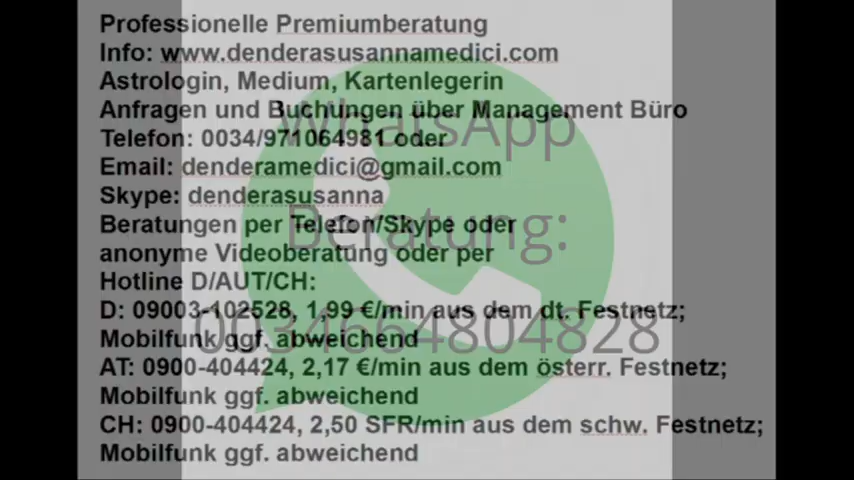 Professionelle Premiumberatung
Info: www.denderasusannamedici.com
Astrologin, Medium, Kartenlegerin
Anfragen und Buchungen über Management Büro
Telefon: 0034/971064981 oder
Email: denderamedici@gmail.com
Skype: denderasusanna
Beratungen per Telefon/Skype oder
anonyme Videoberatung oder per
Hotline D/AUT/CH:
D: 09003-102528, 1,99 €/min aus dem dt. Festnetz;
Mobilfunk ggf. abweichend
AT: 0900-404424, 2,17 €/min aus dem österr. Festnetz;
Mobilfunk ggf. abweichend
CH: 0900-404424, 2,50 SFR/min aus dem schw. Festnetz;
Mobilfunk ggf. abweichend
WhatsApp
Beratung:
0034664804828